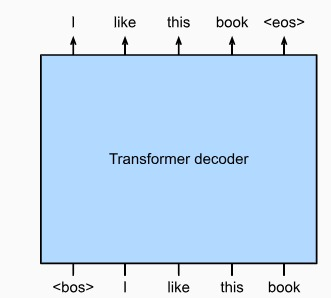 I like this book <eos>
Transformer decoder
<bos> I like this book